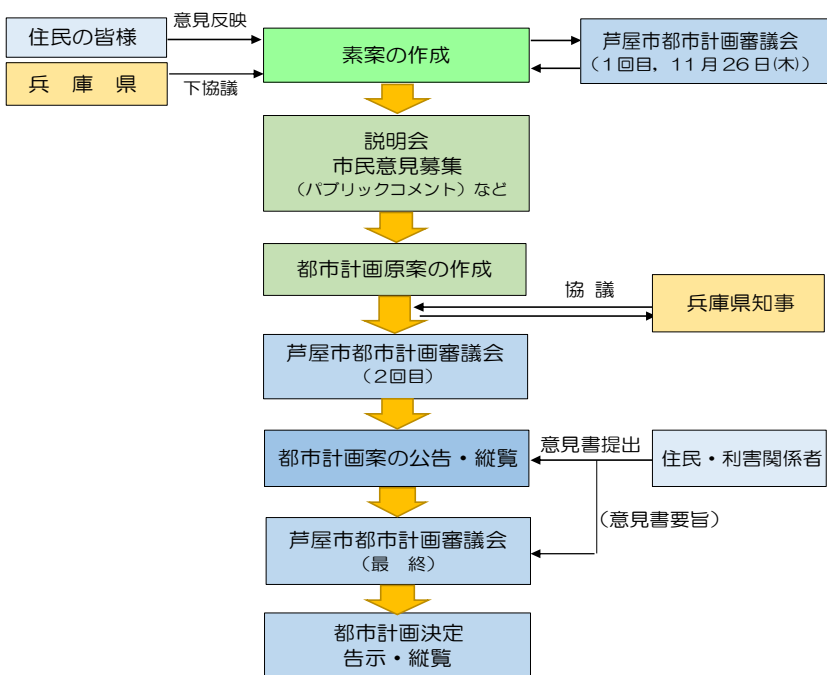 意見反映
住民の皆様
素案の作成
芦屋市都市計画審議会
(1回目,11月26日(木))
兵　庫　県
下協議
説明会
市民意見募集
(パブリックコメント)など
都市計画原案の作成
協 議
兵庫県知事
芦屋市都市計画審議会
(2回目)
意見書提出
都市計画案の公告・縦覧
住民・利害関係者
(意見書要旨)
芦屋市都市計画審議会
(最　終)
都市計画決定
告示・縦覧